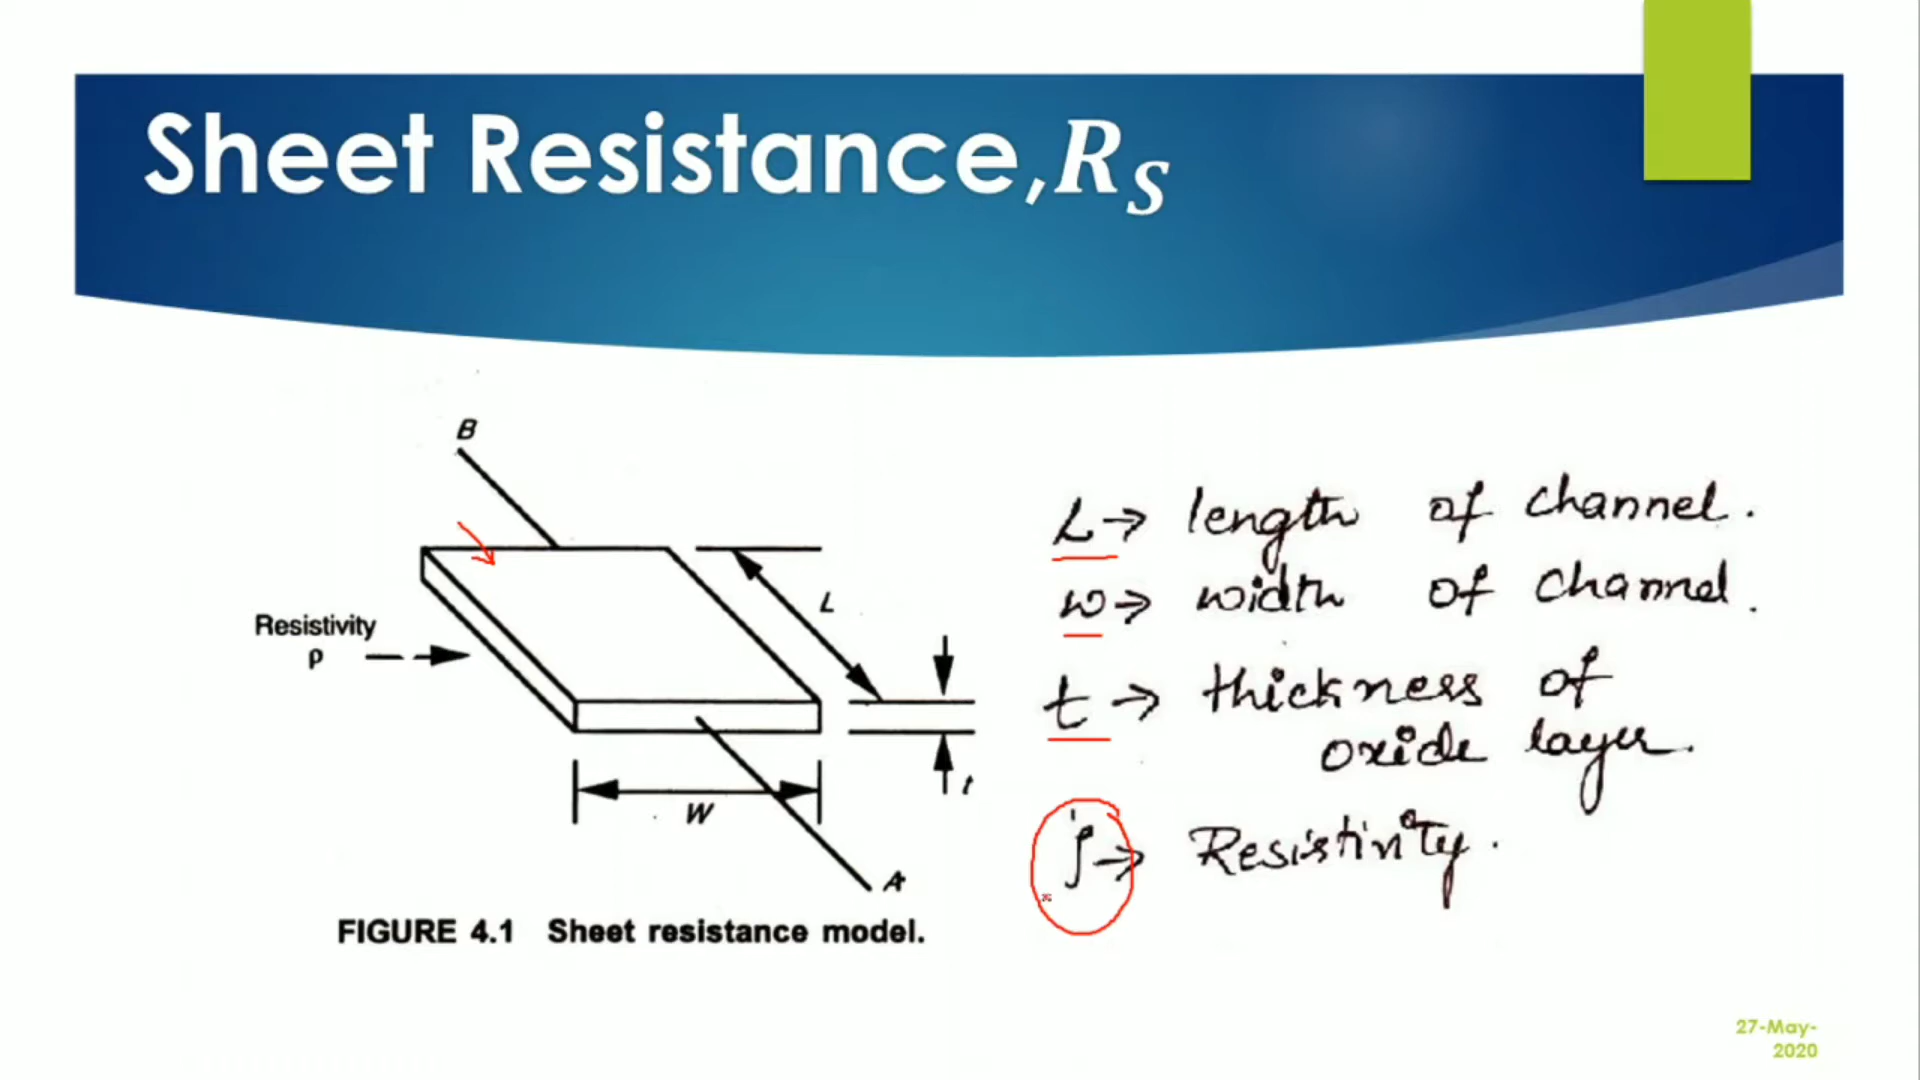 Sheet Resistance, R_S
B
L
Resistivity
ρ
t
W
A
FIGURE 4.1 Sheet resistance model.
L → length of channel.
w → width of channel.
t → thickness of
oxide layer.
ρ → Resistivity.
27-May-
2020